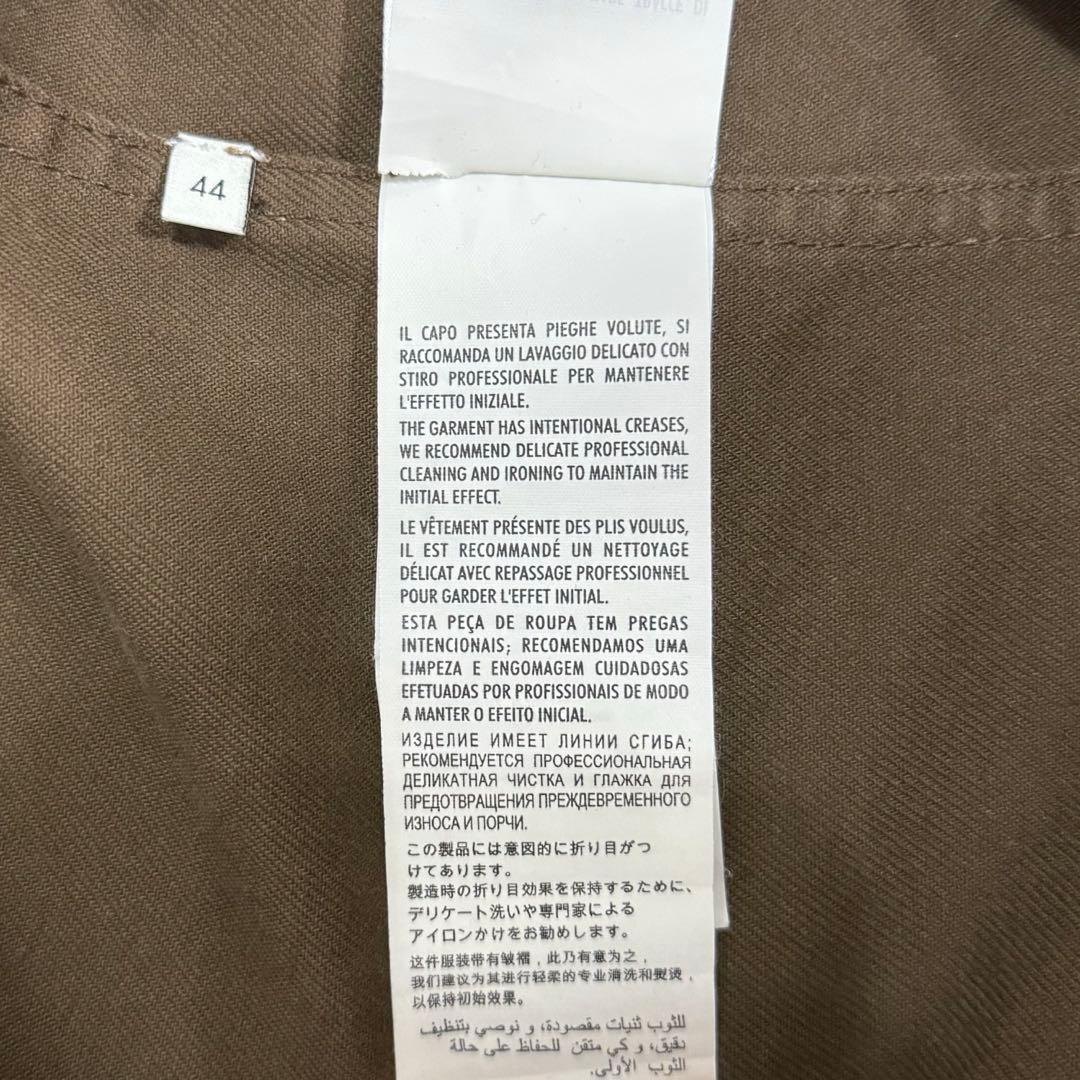 44
IL CAPO PRESENTA PIEGHE VOLUTE, SI
RACCOMANDA UN LAVAGGIO DELICATO CON
STIRO PROFESSIONALE PER MANTENERE
L'EFFETTO INIZIALE.
THE GARMENT HAS INTENTIONAL CREASES,
WE RECOMMEND DELICATE PROFESSIONAL
CLEANING AND IRONING TO MAINTAIN THE
INITIAL EFFECT.
LE VÊTEMENT PRÉSENTE DES PLIS VOULUS,
IL EST RECOMMANDÉ UN NETTOYAGE
DÉLICAT AVEC REPASSAGE PROFESSIONNEL
POUR GARDER L'EFFET INITIAL.
ESTA PEÇA DE ROUPA TEM PREGAS
INTENCIONAIS; RECOMENDAMOS UMA
LIMPEZA E ENGOMAGEM CUIDADOSAS
EFETUADAS POR PROFISSIONAIS DE MODO
A MANTER O EFEITO INICIAL.
ИЗДЕЛИЕ ИМЕЕТ ЛИНИИ СГИБА;
РЕКОМЕНДУЕТСЯ ПРОФЕССИОНАЛЬНАЯ
ДЕЛИКАТНАЯ ЧИСТКА И ГЛАЖКА ДЛЯ
ПРЕДОТВРАЩЕНИЯ ПРЕЖДЕВРЕМЕННОГО
ИЗНОСА И ПОРЧИ.
この製品には意図的に折り目がつ
けてあります。
製造時の折り目効果を保持するために、
デリケート洗いや専門家による
アイロンかけをお勧めします。
这件服装带有皱褶，此乃有意为之，
我们建议为其进行轻柔的专业清洗和熨烫，
以保持初始效果。
للثوب ثنيات مقصودة، و نوصي بتنظيف
دقيق، و كي متقن للحفاظ على حالة
الثوب الأولى.